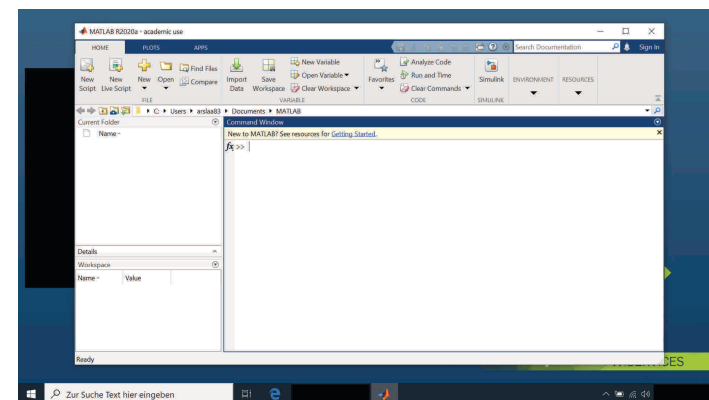 MATLAB R2020a - academic use
HOME PLOTS APPS
Search Documentation
Sign In
New Script
New Live Script
New
Open
Find Files
Compare
Import Data
Save Workspace
New Variable
Open Variable
Clear Workspace
Favorites
Analyze Code
Run and Time
Clear Commands
Simulink
ENVIRONMENT
RESOURCES
FILE VARIABLE CODE SIMULINK
C: Users arslaa83 Documents MATLAB
Current Folder
Name
Command Window
New to MATLAB? See resources for Getting Started.
fx >>
Details
Workspace
Name Value
Ready
Zur Suche Text hier eingeben